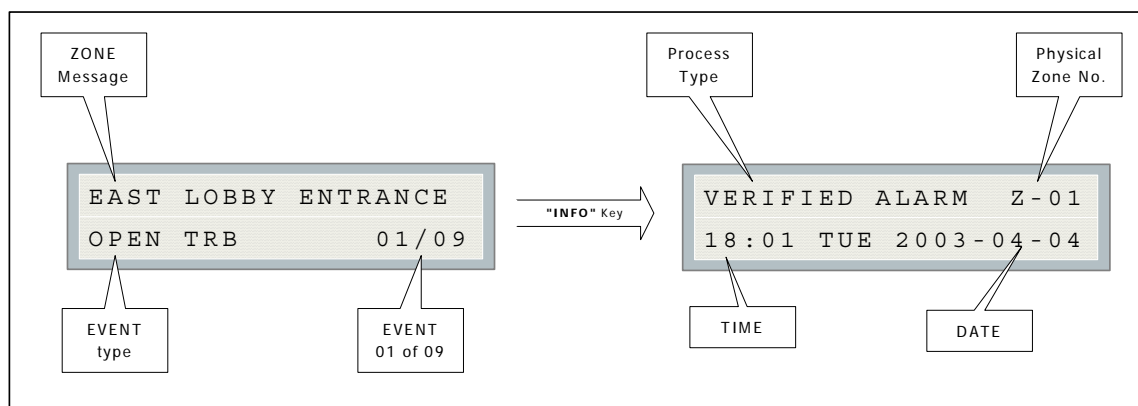 ZONE
Message
Process
Type
Physical
Zone No.
EAST LOBBY ENTRANCE
OPEN TRB 01/09
"INFO" Key
VERIFIED ALARM Z-01
18:01 TUE 2003-04-04
EVENT
type
EVENT
01 of 09
TIME
DATE